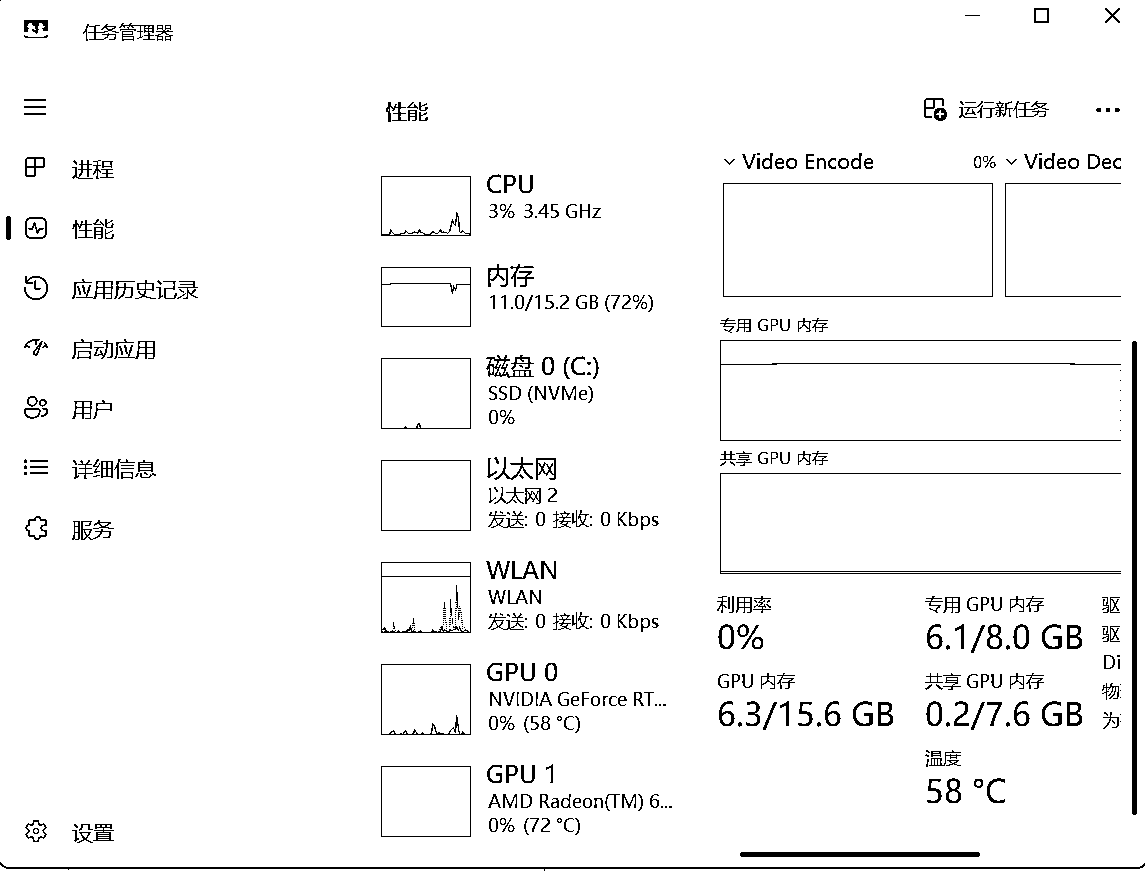 任务管理器
性能
运行新任务
进程
性能
应用历史记录
启动应用
用户
详细信息
服务
设置
CPU
3% 3.45 GHz
内存
11.0/15.2 GB (72%)
磁盘 0 (C:)
SSD (NVMe)
0%
以太网
以太网 2
发送: 0 接收: 0 Kbps
WLAN
WLAN
发送: 0 接收: 0 Kbps
GPU 0
NVIDIA GeForce RT...
0% (58 °C)
GPU 1
AMD Radeon(TM) 6...
0% (72 °C)
Video Encode 0%
Video Dec
专用 GPU 内存
共享 GPU 内存
利用率
0%
GPU 内存
6.3/15.6 GB
专用 GPU 内存
6.1/8.0 GB
共享 GPU 内存
0.2/7.6 GB
温度
58 °C
驱
驱
Di
物
为